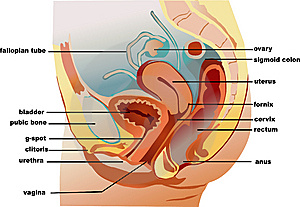 fallopian tube
ovary
sigmoid colon
uterus
bladder
pubic bone
g-spot
clitoris
urethra
vagina
fornix
cervix
rectum
anus